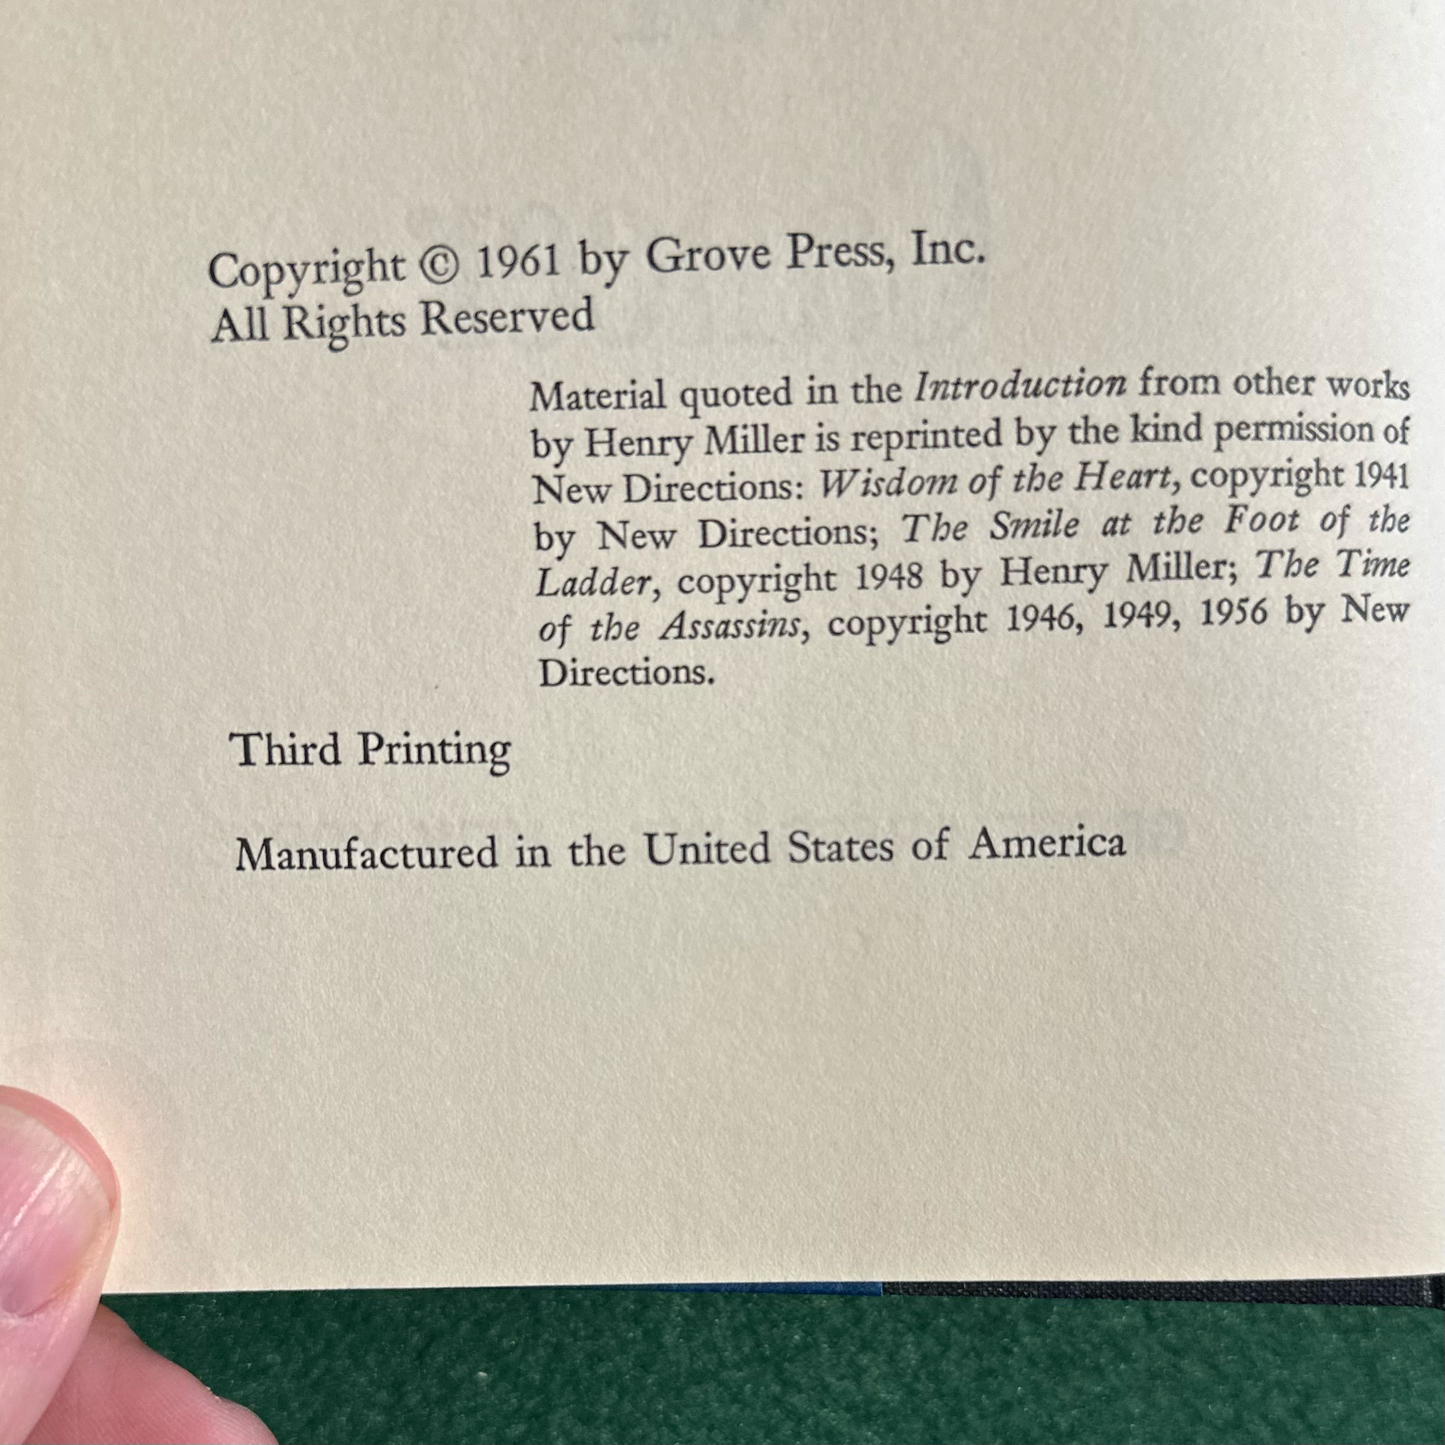 Copyright © 1961 by Grove Press, Inc.
All Rights Reserved
Material quoted in the Introduction from other works
by Henry Miller is reprinted by the kind permission of
New Directions: Wisdom of the Heart, copyright 1941
by New Directions; The Smile at the Foot of the
Ladder, copyright 1948 by Henry Miller; The Time
of the Assassins, copyright 1946, 1949, 1956 by New
Directions.
Third Printing
Manufactured in the United States of America